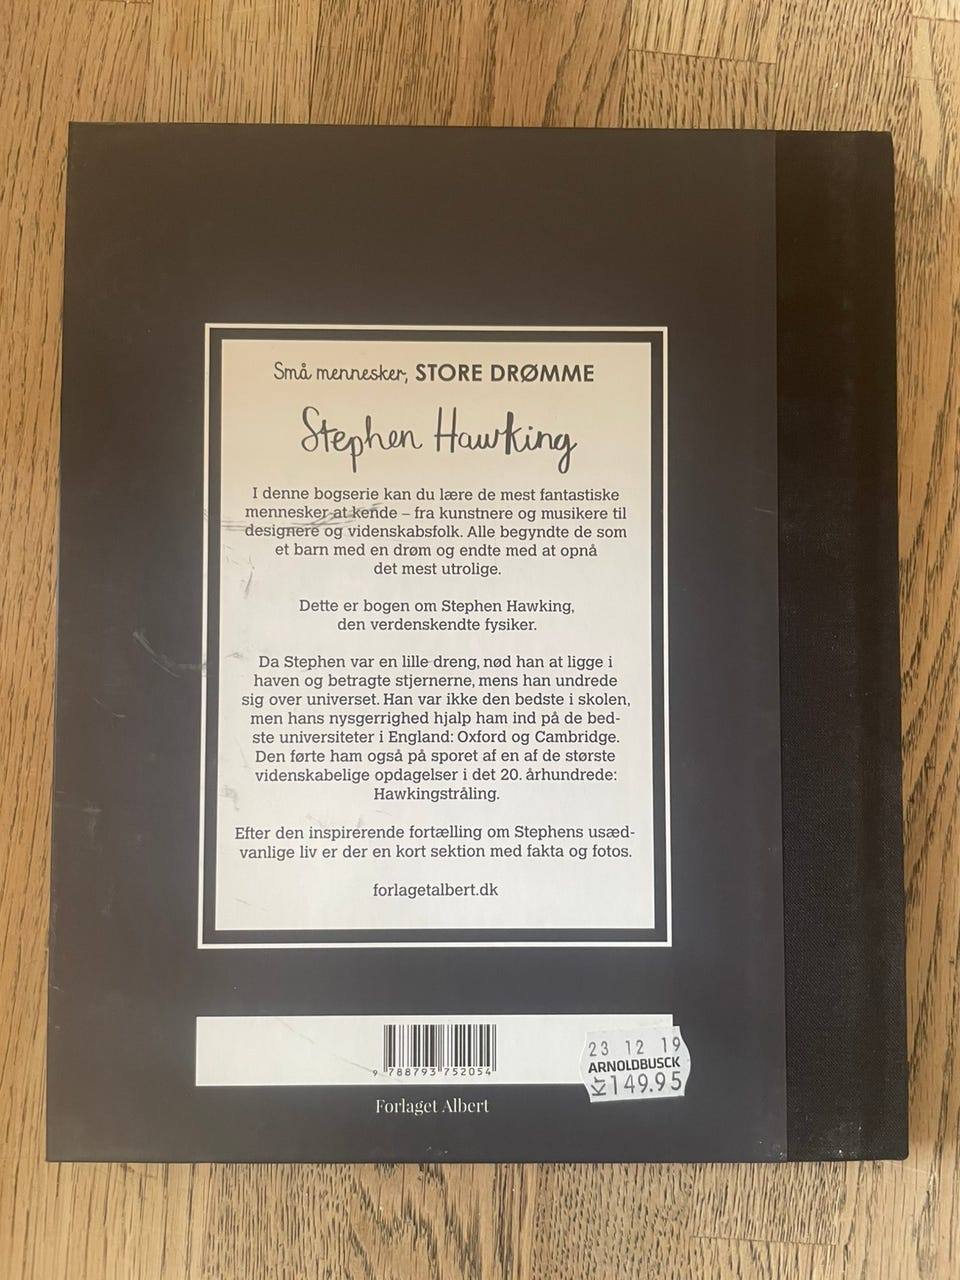 Små mennesker, STORE DRØMME
Stephen Hawking
I denne bogserie kan du lære de mest fantastiske
mennesker at kende – fra kunstnere og musikere til
designere og videnskabsfolk. Alle begyndte de som
et barn med en drøm og endte med at opnå
det mest utrolige.
Dette er bogen om Stephen Hawking,
den verdenskendte fysiker.
Da Stephen var en lille dreng, nød han at ligge i
haven og betragte stjernerne, mens han undrede
sig over universet. Han var ikke den bedste i skolen,
men hans nysgerrighed hjalp ham ind på de bed-
ste universiteter i England: Oxford og Cambridge.
Den førte ham også på sporet af en af de største
videnskabelige opdagelser i det 20. århundrede:
Hawkingstråling.
Efter den inspirerende fortælling om Stephens usæd-
vanlige liv er der en kort sektion med fakta og fotos.
forlagetalbert.dk
9 788793 752054
23 12 19
ARNOLDBUSCK
149.95
Forlaget Albert